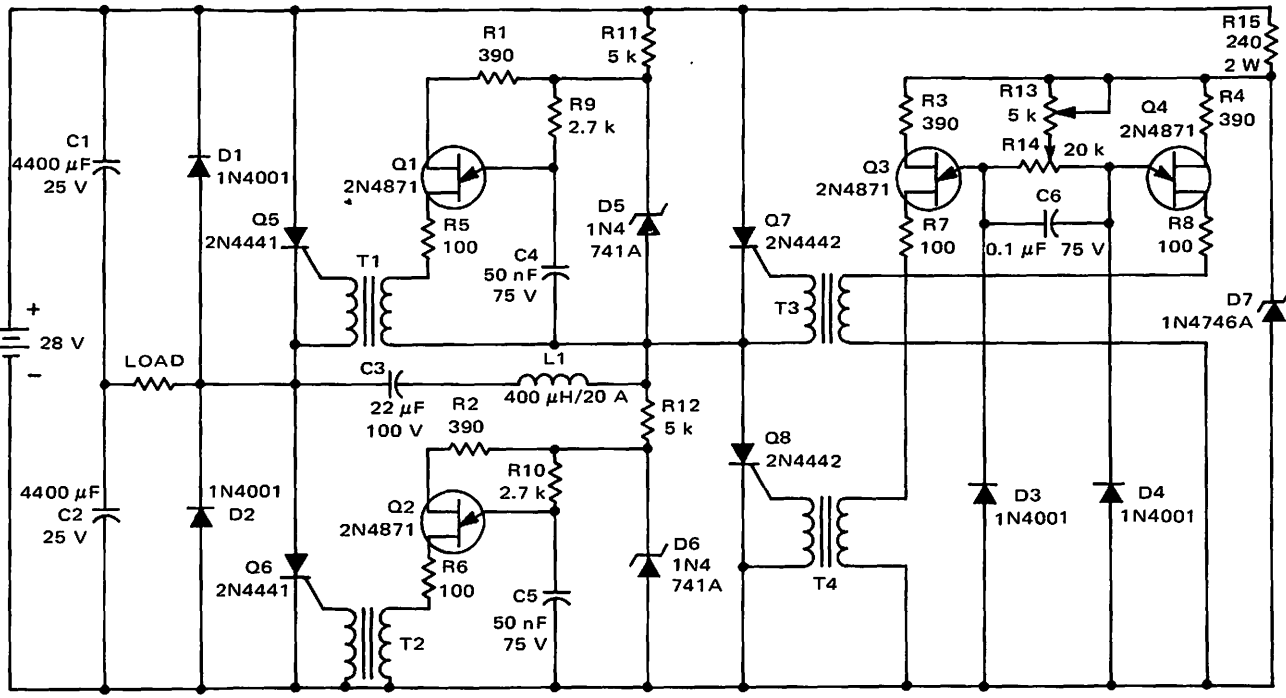 R1
390
R11
5 k
R15
240
2 W
R9
2.7 k
R3
390
R13
5 k
Q4
2N4871
R4
390
C1
4400 µF
25 V
D1
1N4001
Q1
2N4871
R14
20 k
Q3
2N4871
C6
0.1 µF
75 V
Q5
2N4441
R5
100
D5
1N4
741A
Q7
2N4442
R7
100
R8
100
T1
C4
50 nF
75 V
T3
D7
1N4746A
+
28 V
−
LOAD
C3
22 µF
100 V
L1
400 µH/20 A
R2
390
R12
5 k
Q8
2N4442
4400 µF
C2
25 V
1N4001
D2
R10
2.7 k
Q2
2N4871
D3
1N4001
D4
1N4001
Q6
2N4441
R6
100
D6
1N4
741A
T4
C5
50 nF
75 V
T2